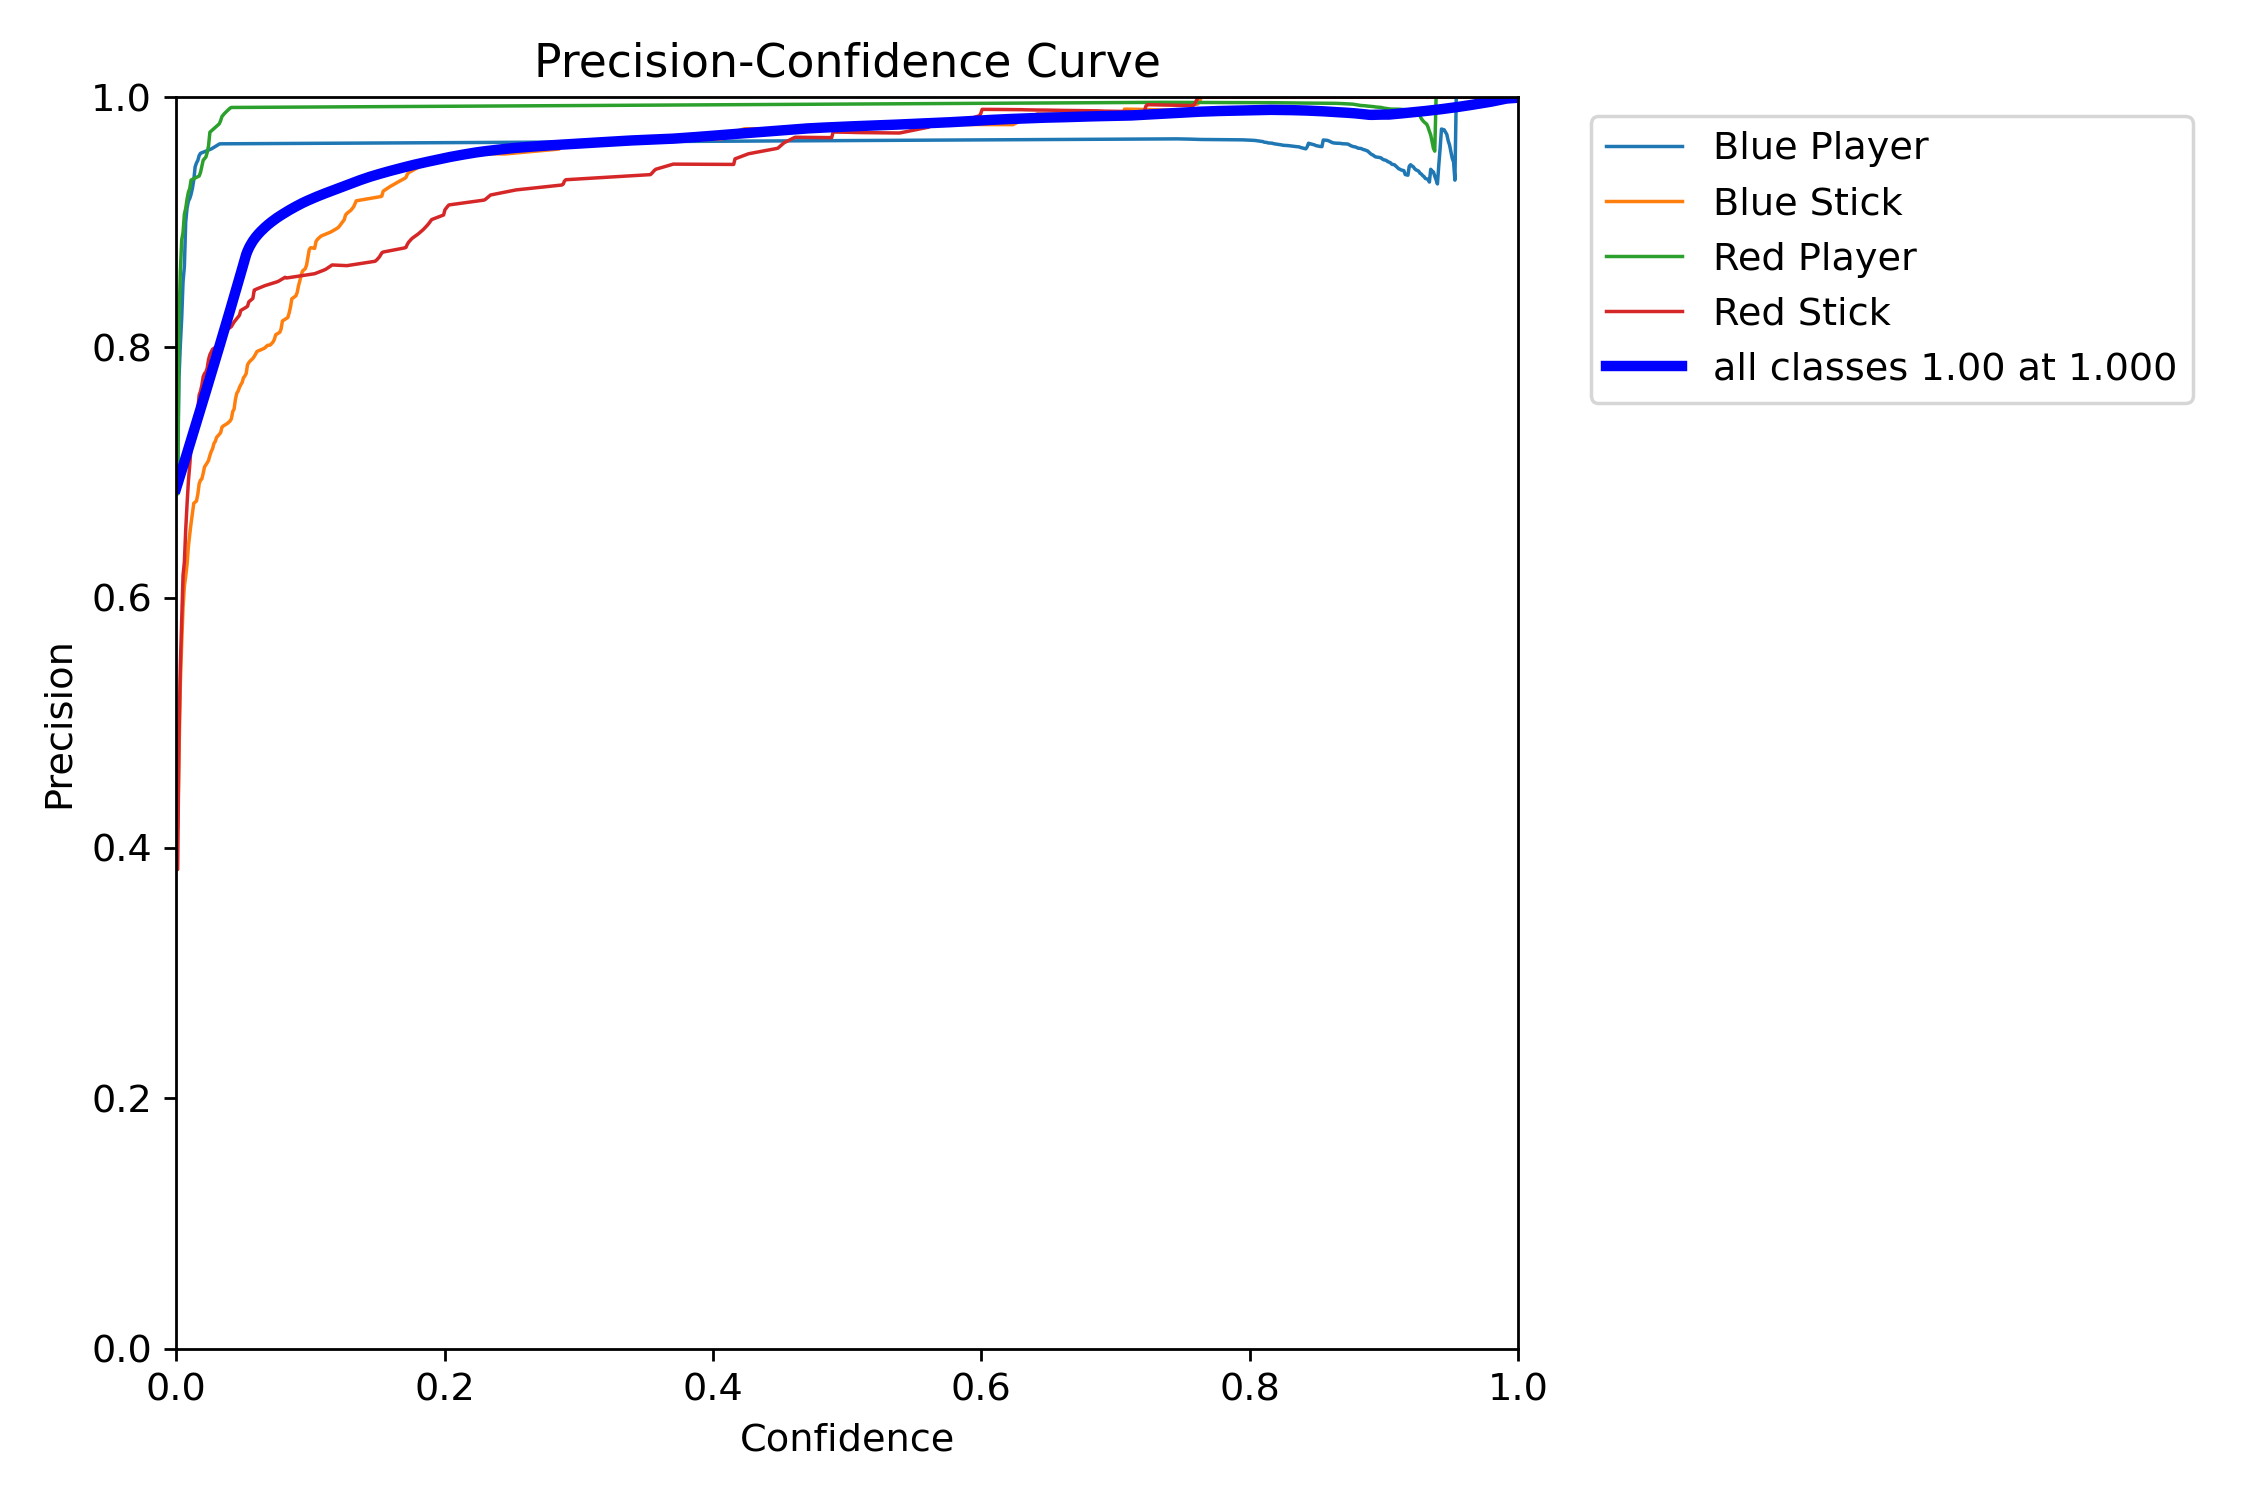 Precision-Confidence Curve
1.0
0.8
0.6
0.4
0.2
0.0
Precision
0.0 0.2 0.4 0.6 0.8 1.0
Confidence
Blue Player
Blue Stick
Red Player
Red Stick
all classes 1.00 at 1.000